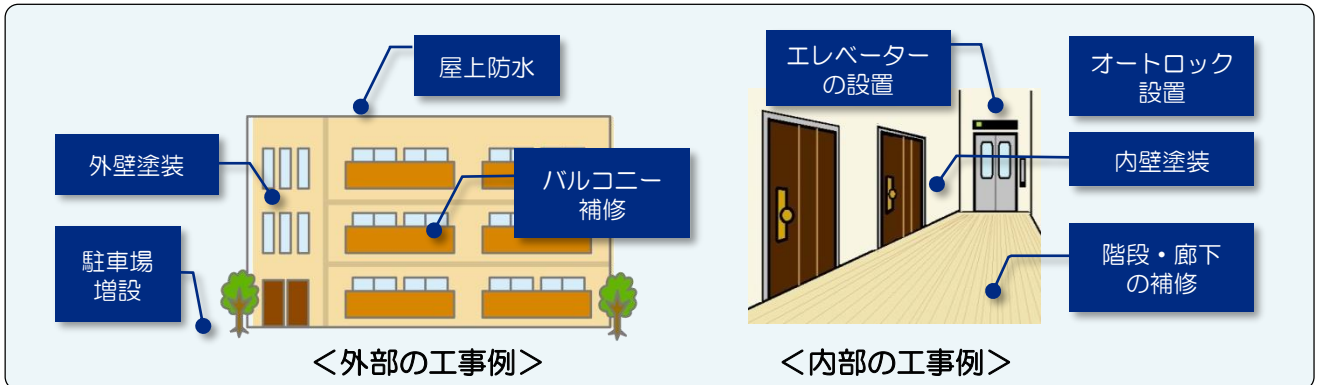 屋上防水
外壁塗装
バルコニー
補修
駐車場
増設
＜外部の工事例＞
エレベーター
の設置
オートロック
設置
内壁塗装
階段・廊下
の補修
＜内部の工事例＞